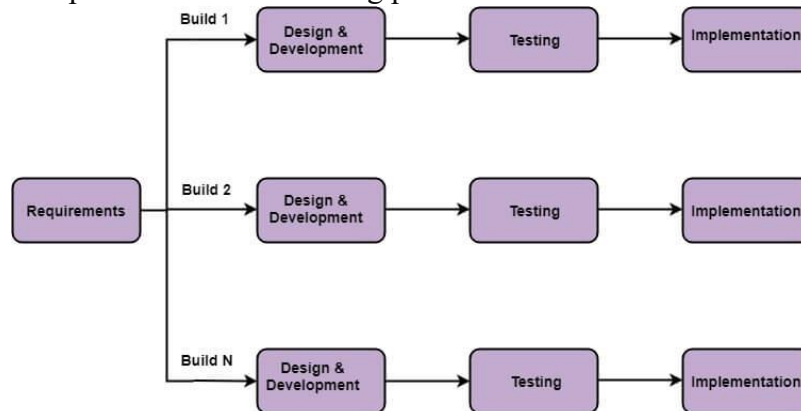 Build 1
Design &
Development
Testing
Implementation
Build 2
Requirements
Design &
Development
Testing
Implementation
Build N
Design &
Development
Testing
Implementation